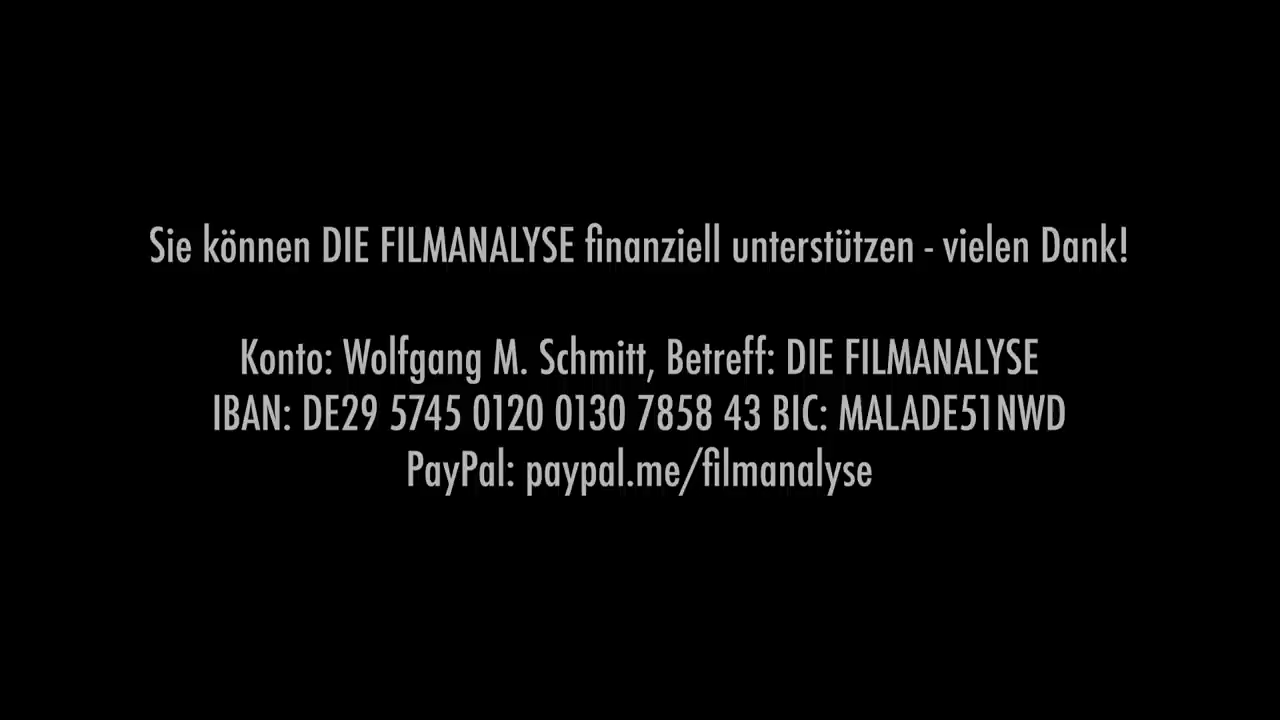 Sie können DIE FILMANALYSE finanziell unterstützen - vielen Dank!
Konto: Wolfgang M. Schmitt, Betreff: DIE FILMANALYSE
IBAN: DE29 5745 0120 0130 7858 43 BIC: MALADE51NWD
PayPal: paypal.me/filmanalyse